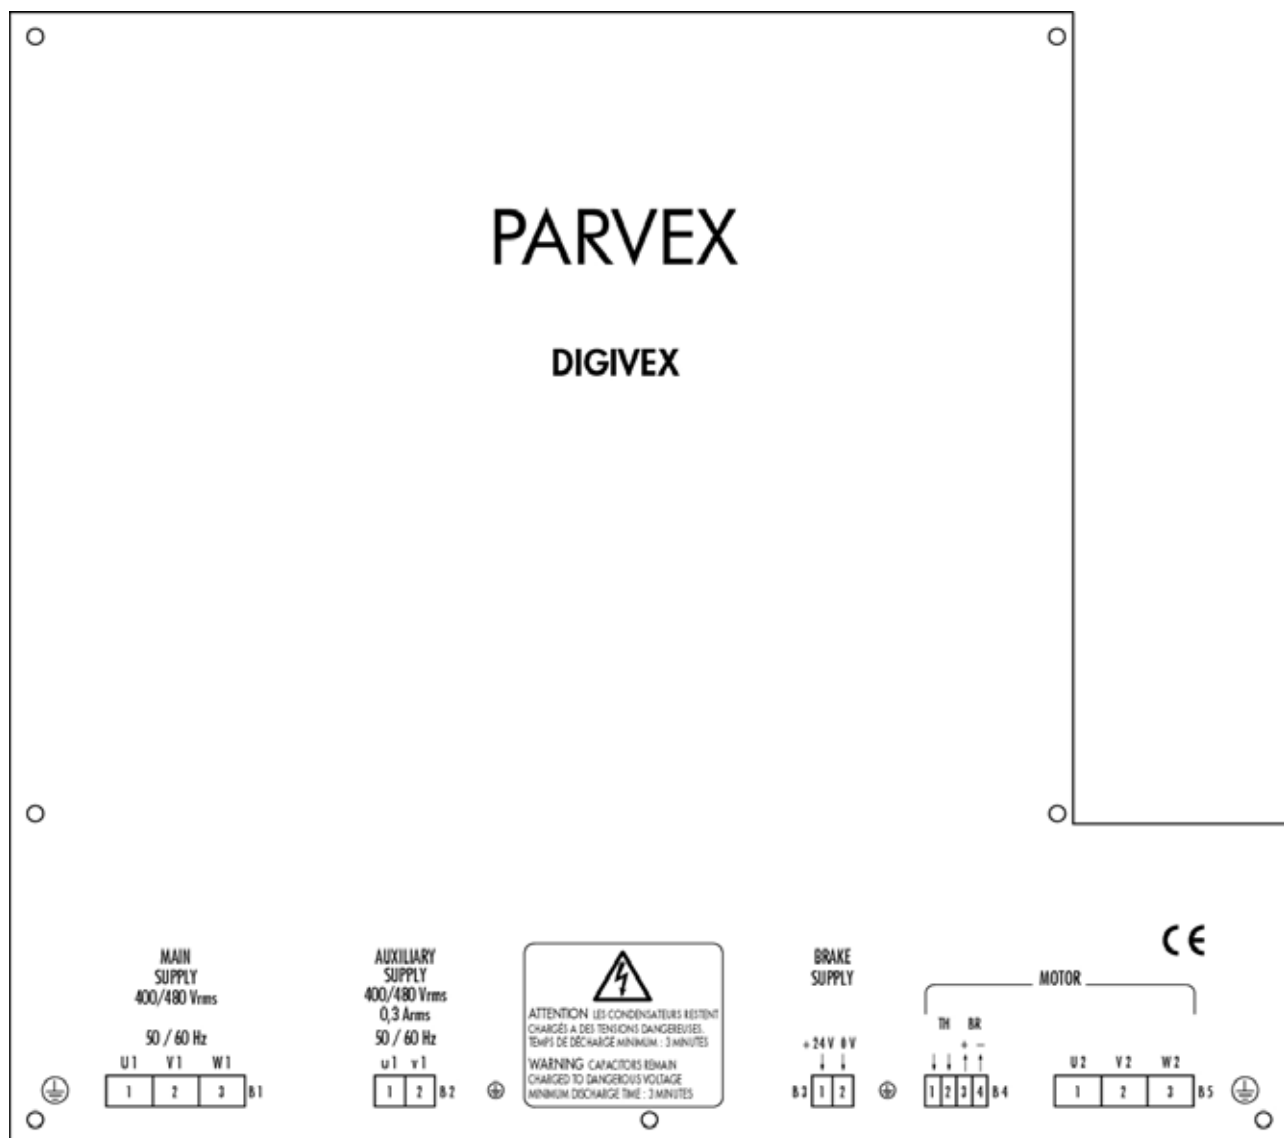 PARVEX
DIGIVEX
MAIN
SUPPLY
400/480 Vrms
50 / 60 Hz
U1 V1 W1
1 2 3 B1
AUXILIARY
SUPPLY
400/480 Vrms
0,3 Arms
50 / 60 Hz
u1 v1
1 2 B2
ATTENTION LES CONDENSATEURS RESTENT
CHARGÉS A DES TENSIONS DANGEREUSES.
TEMPS DE DÉCHARGE MINIMUM : 3 MINUTES
WARNING CAPACITORS REMAIN
CHARGED TO DANGEROUS VOLTAGE
MINIMUM DISCHARGE TIME : 3 MINUTES
BRAKE
SUPPLY
+ 24 V 0 V
B3 1 2
CE
MOTOR
TH BR
+ −
1 2 3 4 B4
U2 V2 W2
1 2 3 B5